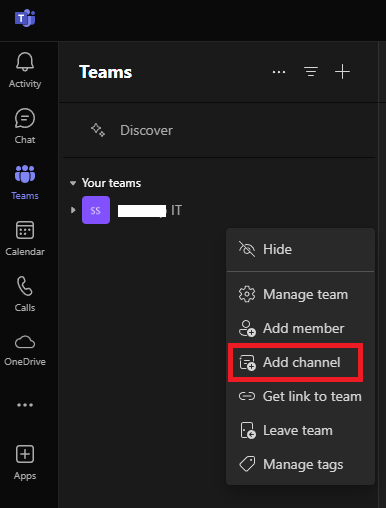 Teams
Activity
Chat
Teams
Calendar
Calls
OneDrive
Apps
Discover
Your teams
SS IT
Hide
Manage team
Add member
Add channel
Get link to team
Leave team
Manage tags